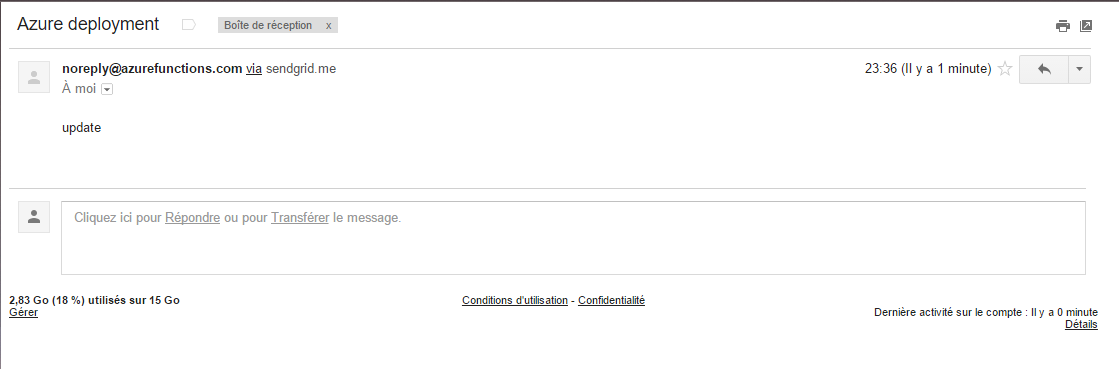 Azure deployment Boîte de réception x
noreply@azurefunctions.com via sendgrid.me 23:36 (Il y a 1 minute)
À moi
update
Cliquez ici pour Répondre ou pour Transférer le message.
2,83 Go (18 %) utilisés sur 15 Go
Gérer
Conditions d'utilisation - Confidentialité
Dernière activité sur le compte : Il y a 0 minute
Détails